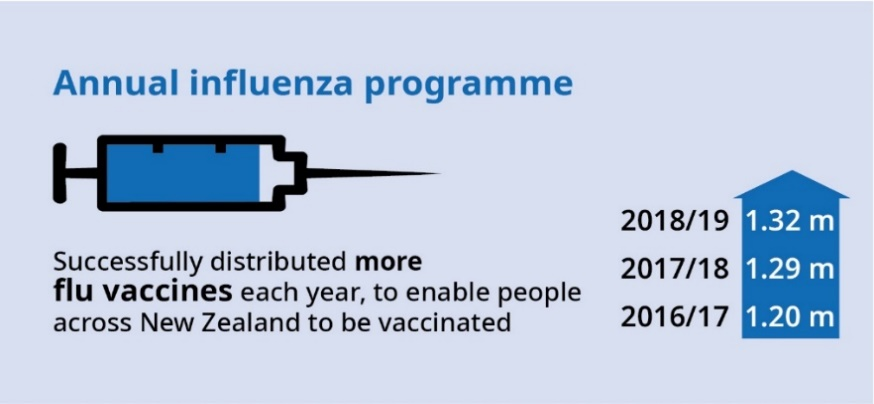 Annual influenza programme
Successfully distributed more
flu vaccines each year, to enable people
across New Zealand to be vaccinated
2018/19 1.32 m
2017/18 1.29 m
2016/17 1.20 m